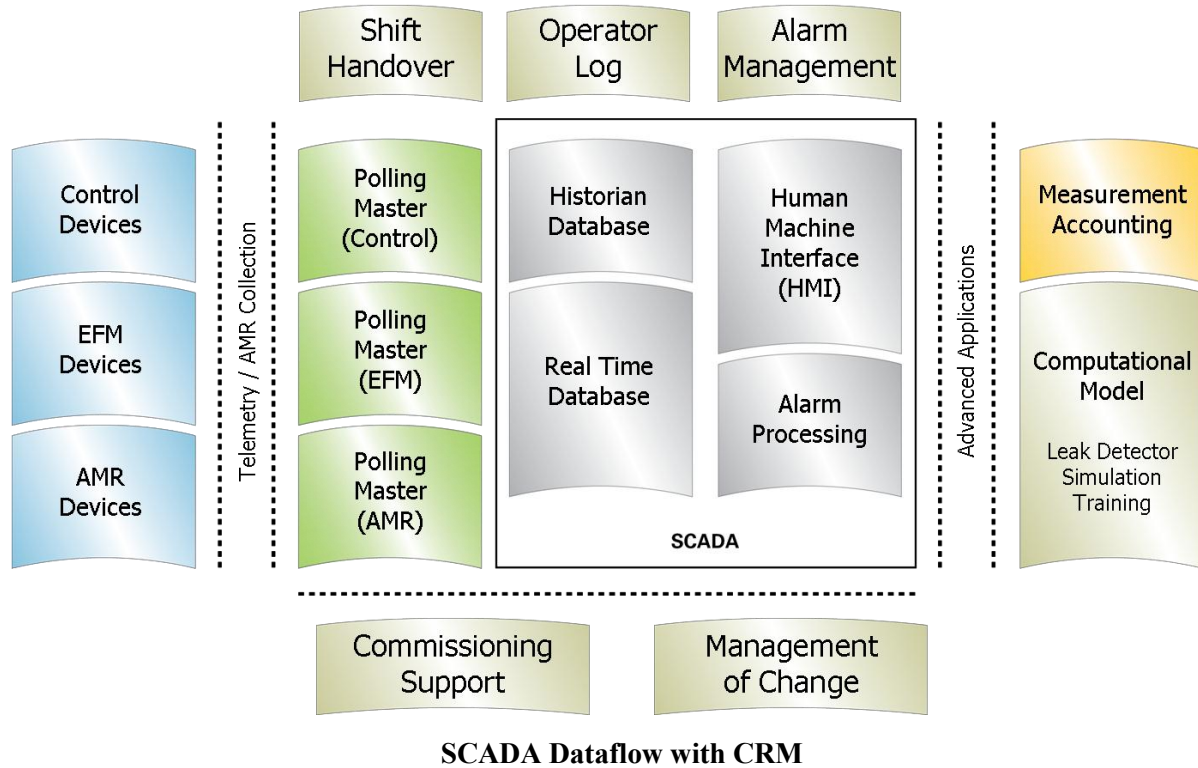 Shift
Handover
Operator
Log
Alarm
Management
Control
Devices
EFM
Devices
AMR
Devices
Telemetry / AMR Collection
Polling
Master
(Control)
Polling
Master
(EFM)
Polling
Master
(AMR)
Historian
Database
Real Time
Database
Human
Machine
Interface
(HMI)
Alarm
Processing
SCADA
Advanced Applications
Measurement
Accounting
Computational
Model
Leak Detector
Simulation
Training
Commissioning
Support
Management
of Change
SCADA Dataflow with CRM